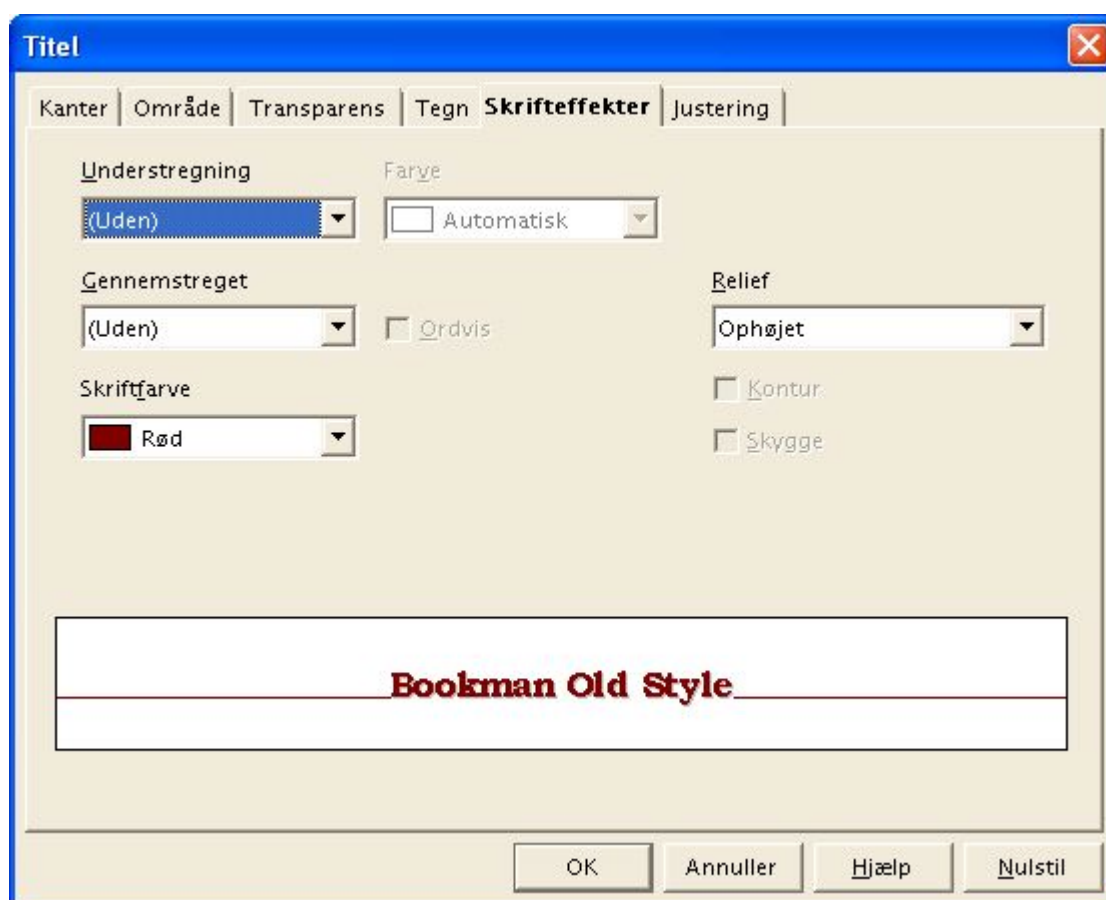 Titel
Kanter Område Transparens Tegn Skrifteffekter Justering
Understregning Farve
(Uden) Automatisk
Gennemstreget Relief
(Uden) Ordvis Ophøjet
Skriftfarve Kontur
Rød Skygge
Bookman Old Style
OK Annuller Hjælp Nulstil